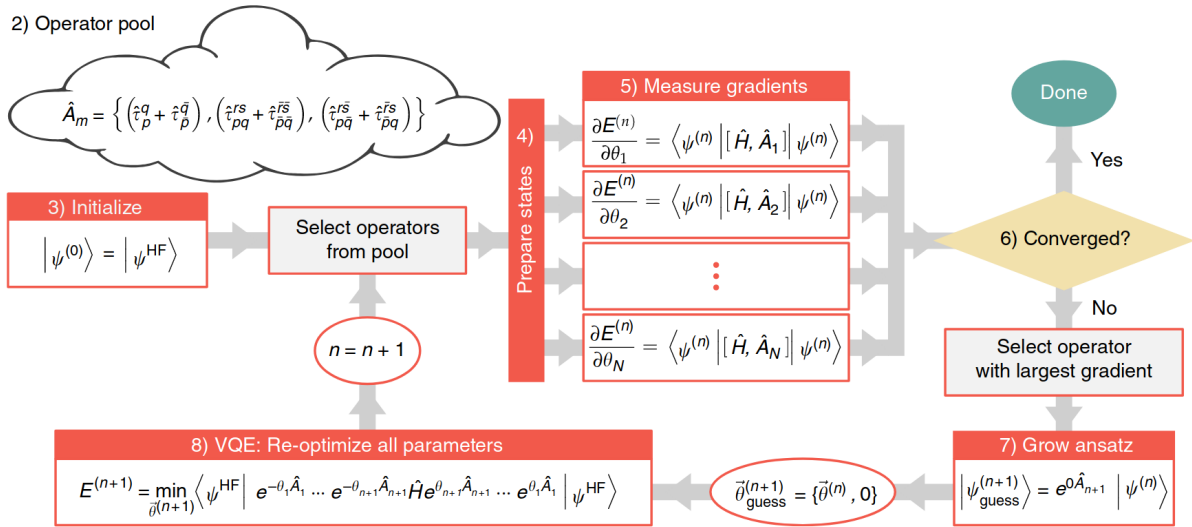 2) Operator pool
Â_m = { ( τ̂_p^q + τ̂_p̄^q̄ ) , ( τ̂_pq^rs + τ̂_p̄q̄^r̄s̄ ) , ( τ̂_pq̄^rs̄ + τ̂_p̄q^r̄s ) }
3) Initialize
|ψ^(0)⟩ = |ψ^HF⟩
Select operators
from pool
4)
Prepare states
5) Measure gradients
∂E^(n)/∂θ_1 = ⟨ψ^(n)|[Ĥ, Â_1]|ψ^(n)⟩
∂E^(n)/∂θ_2 = ⟨ψ^(n)|[Ĥ, Â_2]|ψ^(n)⟩
⋮
∂E^(n)/∂θ_N = ⟨ψ^(n)|[Ĥ, Â_N]|ψ^(n)⟩
6) Converged?
Yes
Done
No
Select operator
with largest gradient
7) Grow ansatz
|ψ_guess^(n+1)⟩ = e^{0Â_{n+1}} |ψ^(n)⟩
θ⃗_guess^(n+1) = {θ⃗^(n), 0}
8) VQE: Re-optimize all parameters
E^(n+1) = min_{θ⃗^(n+1)} ⟨ψ^HF| e^{-θ_1Â_1} ⋯ e^{-θ_{n+1}Â_{n+1}} Ĥ e^{θ_{n+1}Â_{n+1}} ⋯ e^{θ_1Â_1} |ψ^HF⟩
n = n + 1